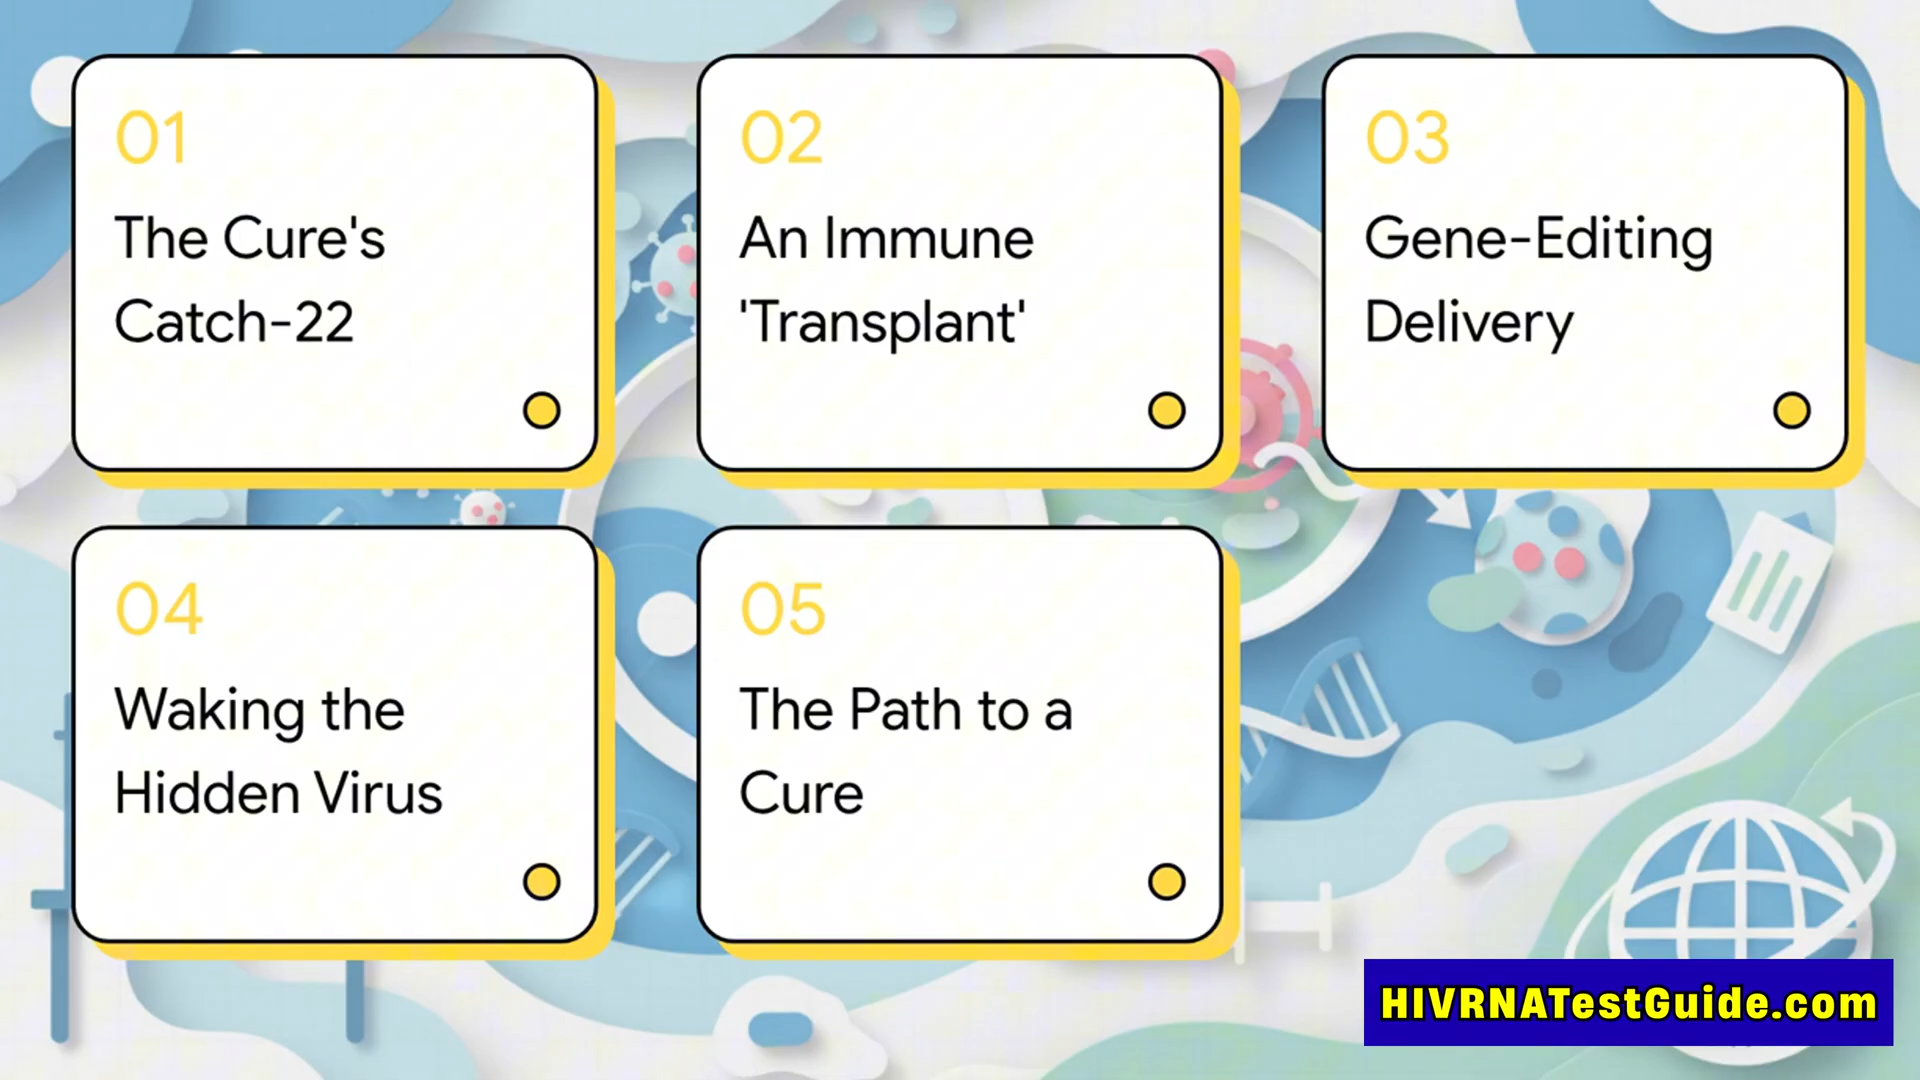 01
The Cure's
Catch-22
02
An Immune
'Transplant'
03
Gene-Editing
Delivery
04
Waking the
Hidden Virus
05
The Path to a
Cure
HIVRNATestGuide.com